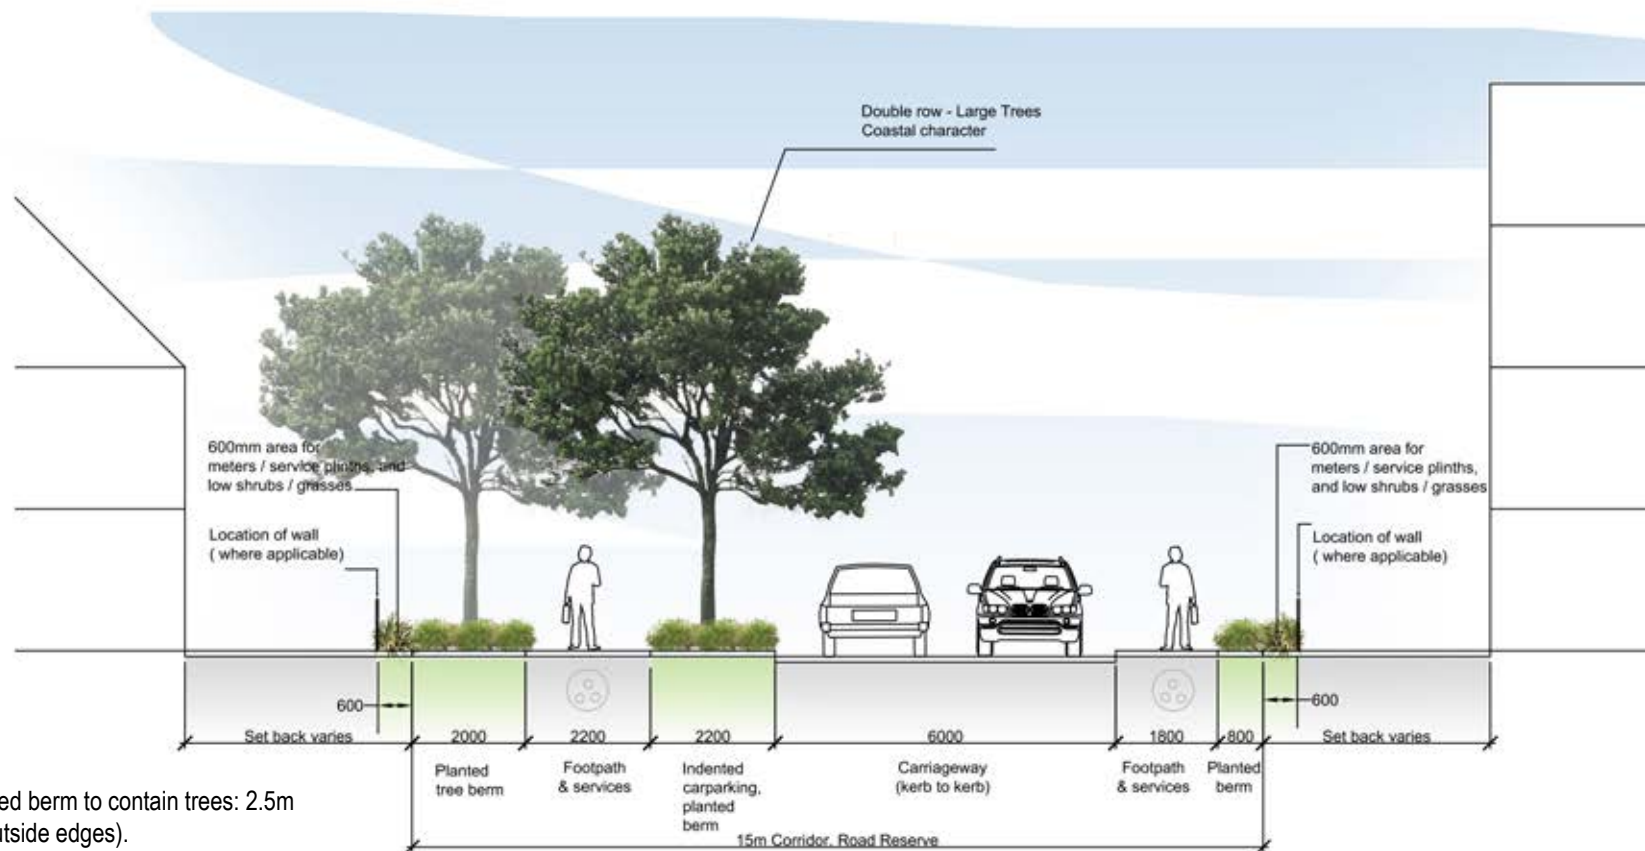 Double row - Large Trees
Coastal character
600mm area for
meters / service plinths, and
low shrubs / grasses
Location of wall
( where applicable)
600mm area for
meters / service plinths,
and low shrubs / grasses
Location of wall
( where applicable)
600
600
Set back varies
2000
2200
2200
6000
1800
800
Set back varies
Planted
tree berm
Footpath
& services
Indented
carparking,
planted
berm
Carriageway
(kerb to kerb)
Footpath
& services
Planted
berm
15m Corridor. Road Reserve
ed berm to contain trees: 2.5m
utside edges).